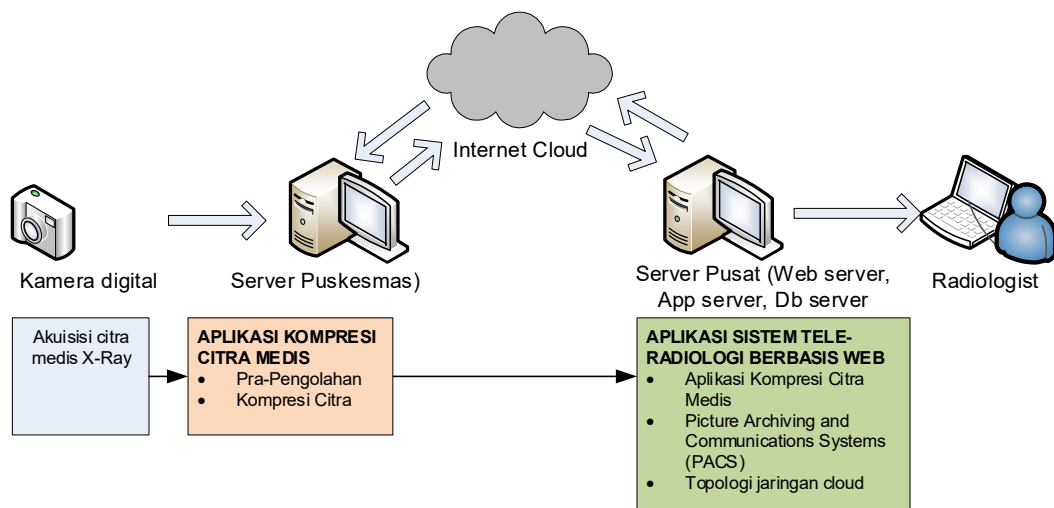 Internet Cloud
Kamera digital
Server Puskesmas)
Server Pusat (Web server,
App server, Db server
Radiologist
Akuisisi citra
medis X-Ray
APLIKASI KOMPRESI
CITRA MEDIS
• Pra-Pengolahan
• Kompresi Citra
APLIKASI SISTEM TELE-
RADIOLOGI BERBASIS WEB
• Aplikasi Kompresi Citra
Medis
• Picture Archiving and
Communications Systems
(PACS)
• Topologi jaringan cloud